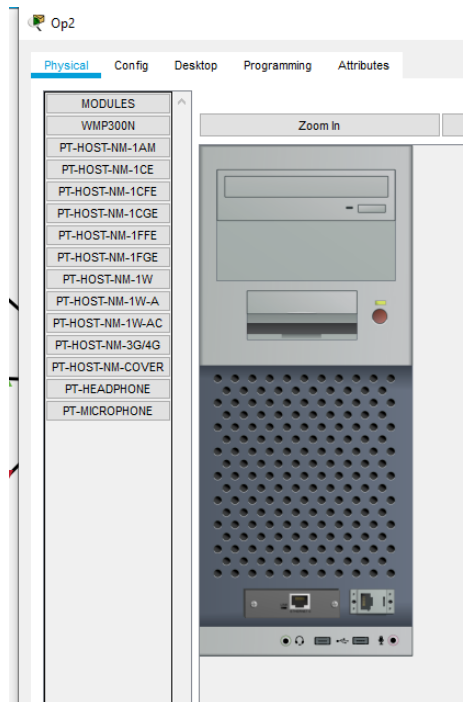 Op2
Physical Config Desktop Programming Attributes
MODULES
WMP300N
PT-HOST-NM-1AM
PT-HOST-NM-1CE
PT-HOST-NM-1CFE
PT-HOST-NM-1CGE
PT-HOST-NM-1FFE
PT-HOST-NM-1FGE
PT-HOST-NM-1W
PT-HOST-NM-1W-A
PT-HOST-NM-1W-AC
PT-HOST-NM-3G/4G
PT-HOST-NM-COVER
PT-HEADPHONE
PT-MICROPHONE
Zoom In